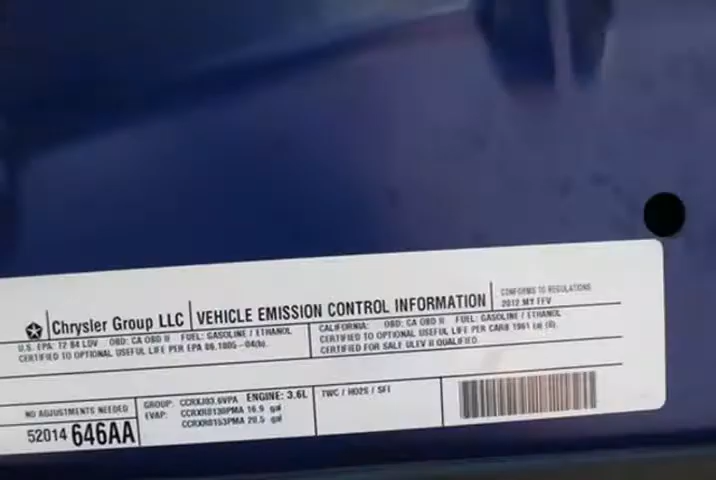 Chrysler Group LLC
VEHICLE EMISSION CONTROL INFORMATION
CONFORMS TO REGULATIONS
2012 MY FFV
U.S. EPA: T2 B4 LDV OBD: CA OBD II FUEL: GASOLINE / ETHANOL
CERTIFIED TO OPTIONAL USEFUL LIFE PER EPA 86.1805-04(b).
CALIFORNIA: OBD: CA OBD II FUEL: GASOLINE / ETHANOL
CERTIFIED TO OPTIONAL USEFUL LIFE PER CARB 1961 (a) (8).
CERTIFIED FOR SALE ULEV II QUALIFIED.
NO ADJUSTMENTS NEEDED
52014 646AA
GROUP: CCRXJ03.6VPA ENGINE: 3.6L
EVAP: CCRXR0130PMA 16.9 gal
CCRXR0153PMA 20.5 gal
TWC / HO2S / SFI